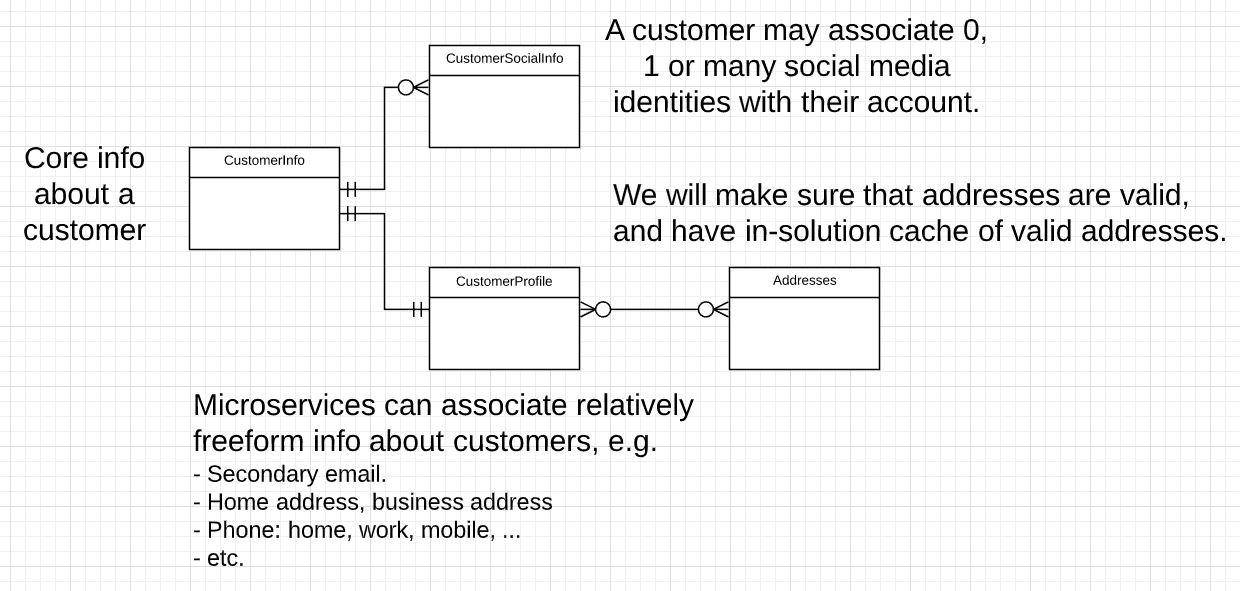 CustomerSocialInfo
A customer may associate 0,
1 or many social media
identities with their account.
Core info
about a
customer
CustomerInfo
We will make sure that addresses are valid,
and have in-solution cache of valid addresses.
CustomerProfile
Addresses
Microservices can associate relatively
freeform info about customers, e.g.
- Secondary email.
- Home address, business address
- Phone: home, work, mobile, ...
- etc.